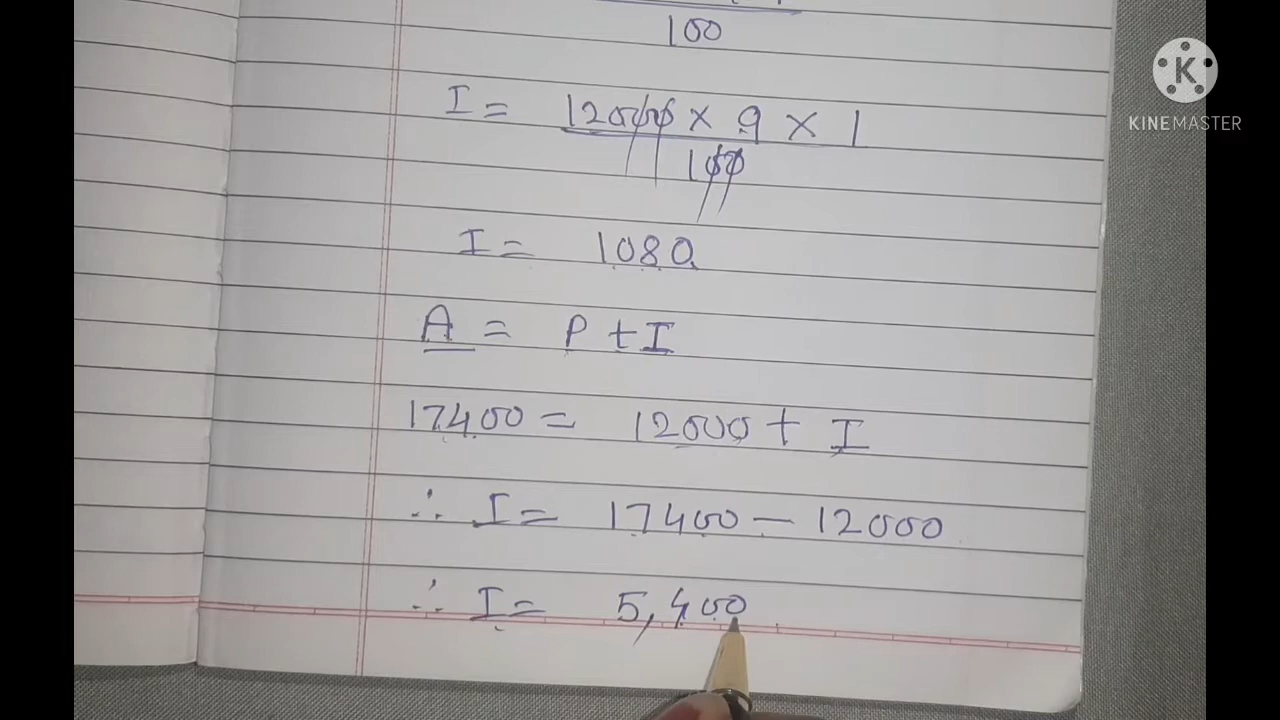 100
I = 12000 × 9 × 1
100
I = 1080
A = P + I
17400 = 12000 + I
∴ I = 17400 - 12000
∴ I = 5,400
K
KINEMASTER